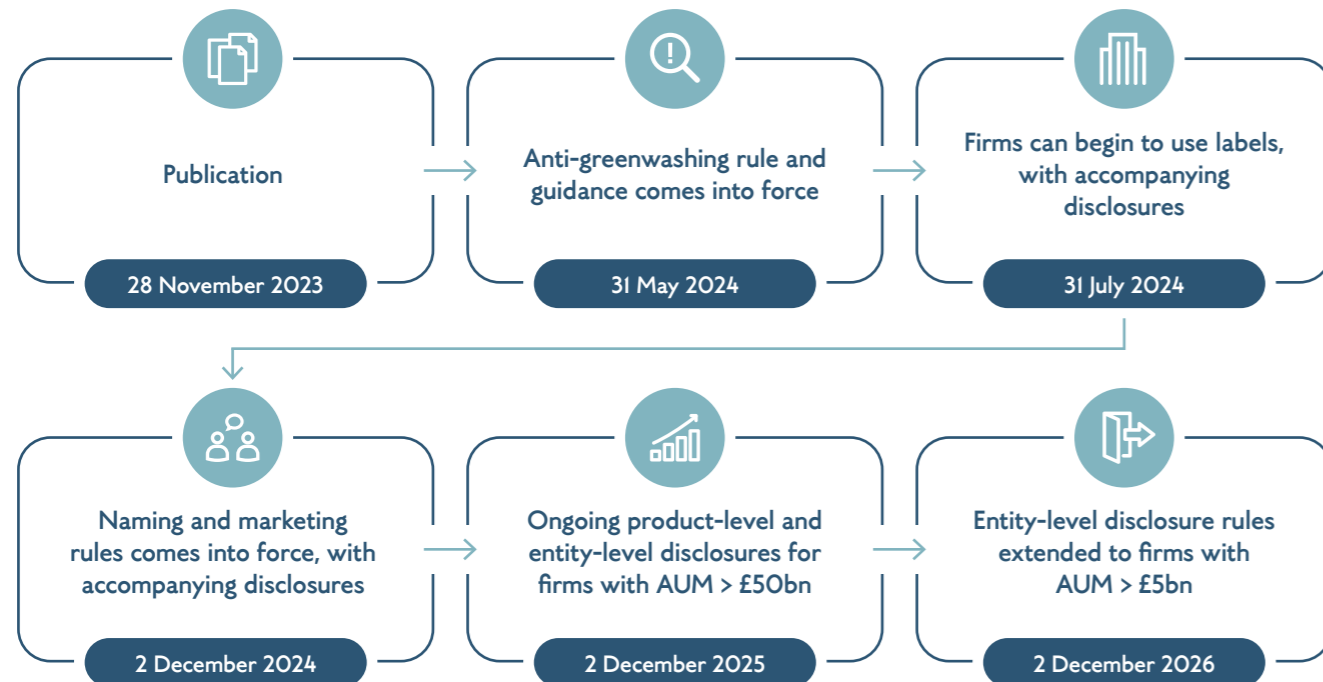 Publication
28 November 2023
Anti-greenwashing rule and
guidance comes into force
31 May 2024
Firms can begin to use labels,
with accompanying
disclosures
31 July 2024
Naming and marketing
rules comes into force, with
accompanying disclosures
2 December 2024
Ongoing product-level and
entity-level disclosures for
firms with AUM > £50bn
2 December 2025
Entity-level disclosure rules
extended to firms with
AUM > £5bn
2 December 2026